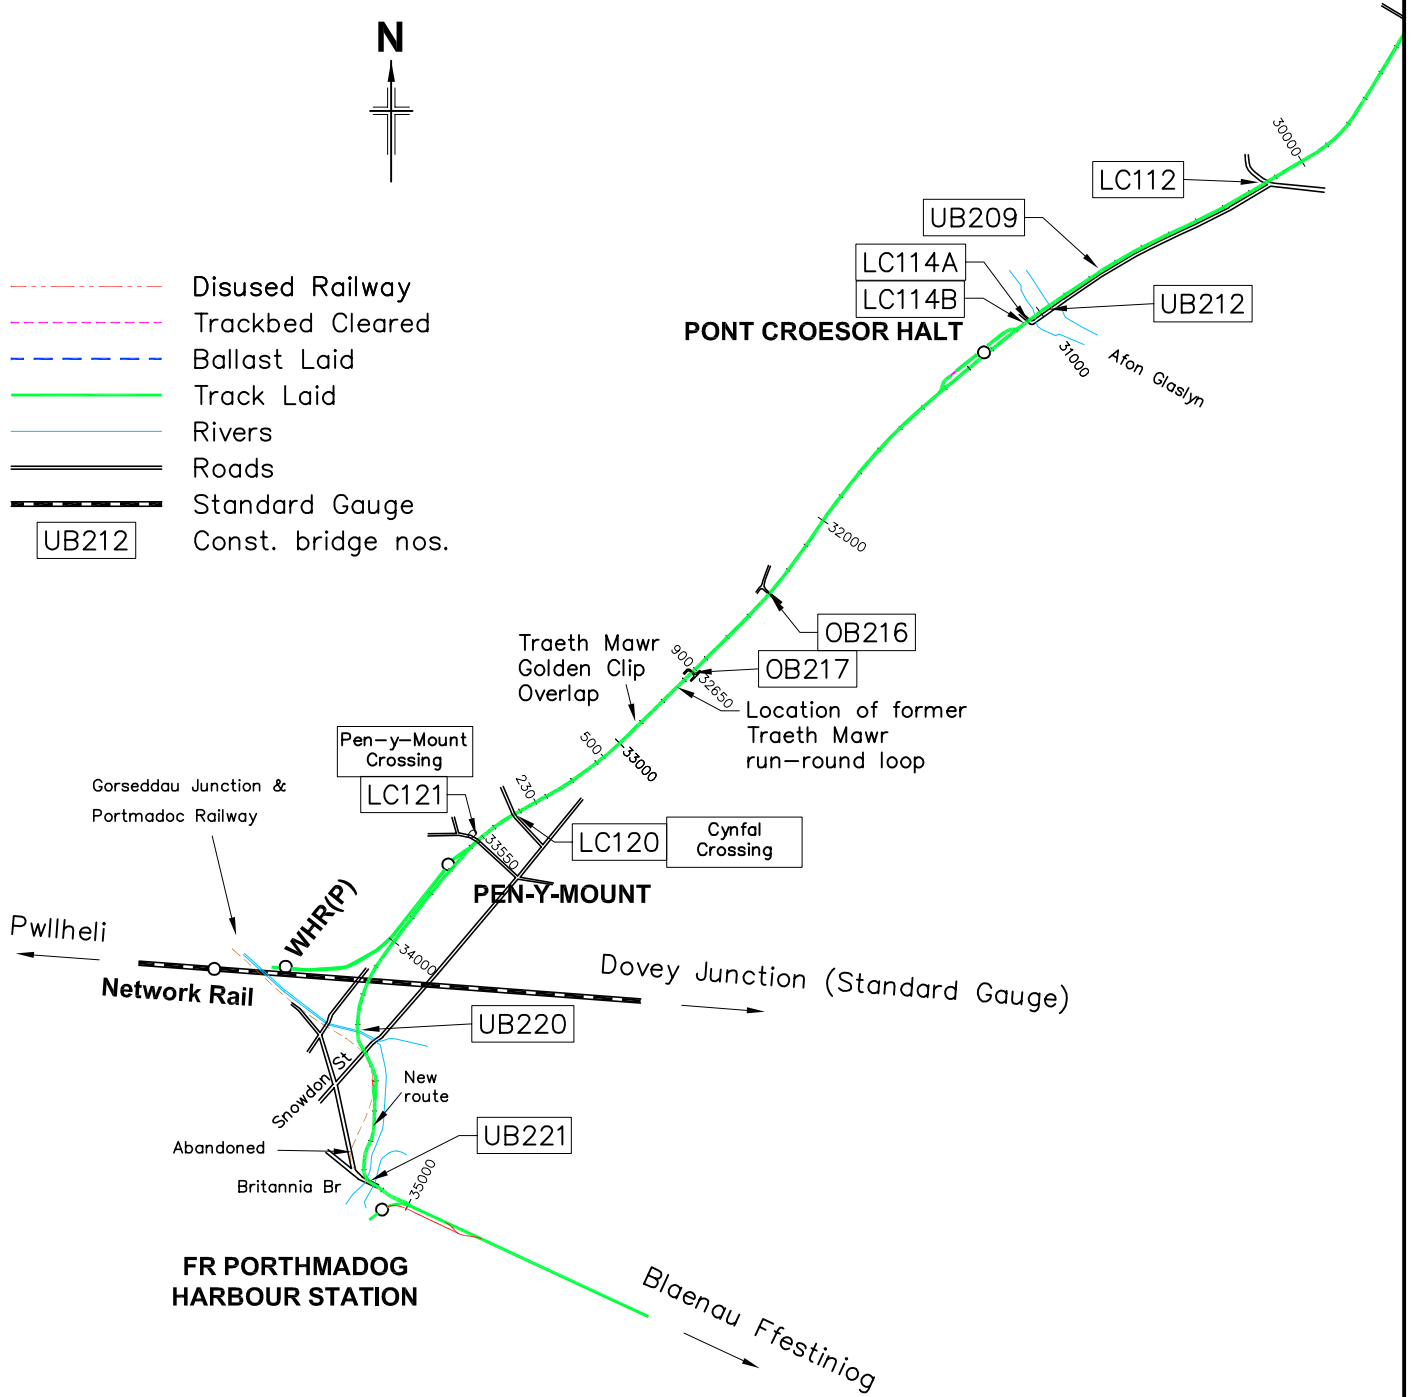 N
30000
LC112
UB209
LC114A
LC114B
UB212
PONT CROESOR HALT
31000
Afon Glaslyn
Disused Railway
Trackbed Cleared
Ballast Laid
Track Laid
Rivers
Roads
Standard Gauge
UB212
Const. bridge nos.
32000
OB216
OB217
900
32650
Traeth Mawr
Golden Clip
Overlap
Location of former
Traeth Mawr
run-round loop
500
33000
Pen-y-Mount
Crossing
LC121
230
Gorseddau Junction &
Portmadoc Railway
LC120
Cynfal
Crossing
33550
PEN-Y-MOUNT
WHR(P)
Pwllheli
34000
Network Rail
Dovey Junction (Standard Gauge)
UB220
Snowdon St
New
route
UB221
Abandoned
Britannia Br
35000
FR PORTHMADOG
HARBOUR STATION
Blaenau Ffestiniog